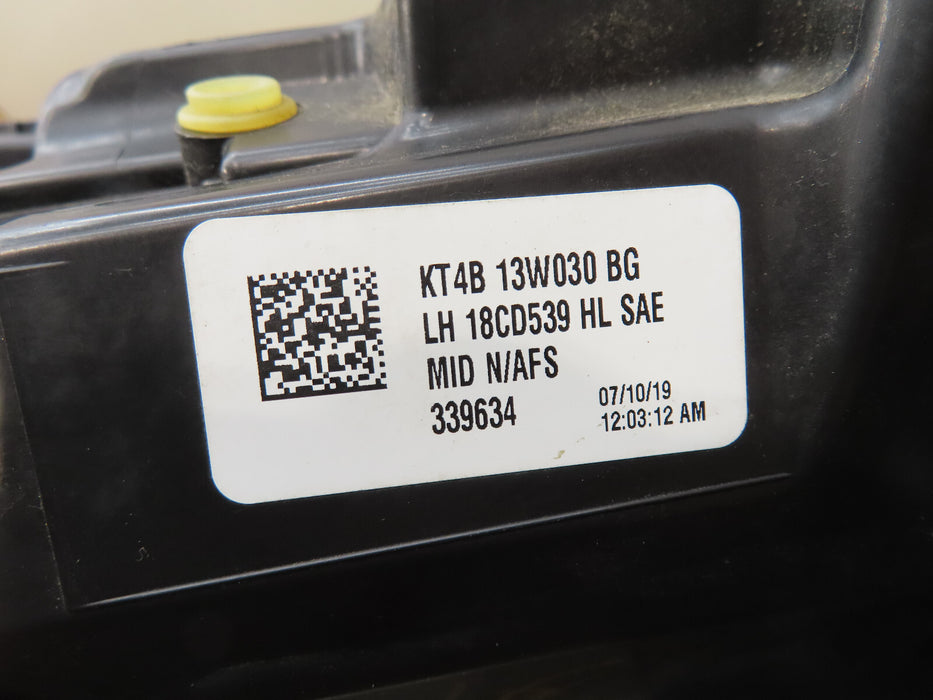 KT4B 13W030 BG
LH 18CD539 HL SAE
MID N/AFS
339634
07/10/19
12:03:12 AM